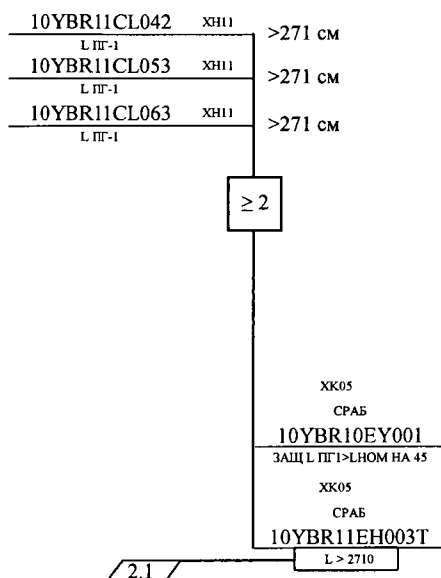 10YBR11CL042 XH11 >271 см
L ПГ-1
10YBR11CL053 XH11 >271 см
L ПГ-1
10YBR11CL063 XH11 >271 см
L ПГ-1
≥ 2
XK05
СРАБ
10YBR10EY001
ЗАЩ L ПГ1>LНОМ НА 45
XK05
СРАБ
10YBR11EH003T
L > 2710
2.1